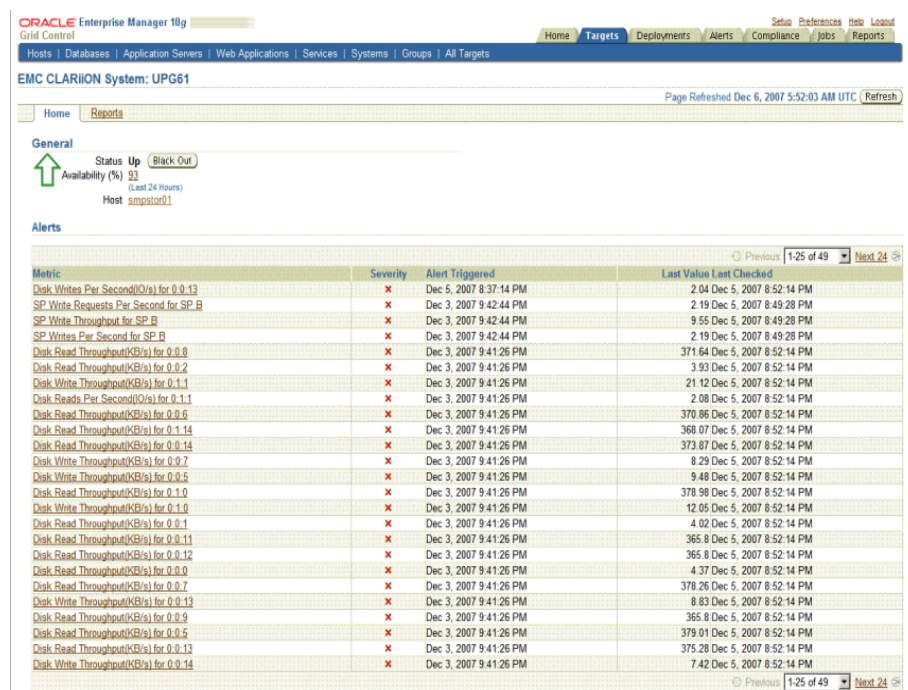 ORACLE Enterprise Manager 10g
Grid Control
Setup Preferences Help Logout
Home Targets Deployments Alerts Compliance Jobs Reports
Hosts | Databases | Application Servers | Web Applications | Services | Systems | Groups | All Targets
EMC CLARiiON System: UPG61
Page Refreshed Dec 6, 2007 5:52:03 AM UTC Refresh
Home Reports
General
Status Up Black Out
Availability (%) 93
(Last 24 Hours)
Host smpstor01
Alerts
Previous 1-25 of 49 Next 24
Metric Severity Alert Triggered Last Value Last Checked
Disk Writes Per Second(IO/s) for 0:0:13 Dec 5, 2007 8:37:14 PM 2.04 Dec 5, 2007 8:52:14 PM
SP Write Requests Per Second for SP B Dec 3, 2007 9:42:44 PM 2.19 Dec 5, 2007 8:49:28 PM
SP Write Throughput for SP B Dec 3, 2007 9:42:44 PM 9.55 Dec 5, 2007 8:49:28 PM
SP Writes Per Second for SP B Dec 3, 2007 9:42:44 PM 2.19 Dec 5, 2007 8:49:28 PM
Disk Read Throughput(KB/s) for 0:0:8 Dec 3, 2007 9:41:26 PM 371.64 Dec 5, 2007 8:52:14 PM
Disk Read Throughput(KB/s) for 0:0:2 Dec 3, 2007 9:41:26 PM 3.93 Dec 5, 2007 8:52:14 PM
Disk Write Throughput(KB/s) for 0:1:1 Dec 3, 2007 9:41:26 PM 21.12 Dec 5, 2007 8:52:14 PM
Disk Reads Per Second(IO/s) for 0:1:1 Dec 3, 2007 9:41:26 PM 2.08 Dec 5, 2007 8:52:14 PM
Disk Read Throughput(KB/s) for 0:0:6 Dec 3, 2007 9:41:26 PM 370.86 Dec 5, 2007 8:52:14 PM
Disk Read Throughput(KB/s) for 0:1:14 Dec 3, 2007 9:41:26 PM 368.07 Dec 5, 2007 8:52:14 PM
Disk Read Throughput(KB/s) for 0:0:14 Dec 3, 2007 9:41:26 PM 373.87 Dec 5, 2007 8:52:14 PM
Disk Write Throughput(KB/s) for 0:0:7 Dec 3, 2007 9:41:26 PM 8.29 Dec 5, 2007 8:52:14 PM
Disk Write Throughput(KB/s) for 0:0:5 Dec 3, 2007 9:41:26 PM 9.48 Dec 5, 2007 8:52:14 PM
Disk Read Throughput(KB/s) for 0:1:0 Dec 3, 2007 9:41:26 PM 378.98 Dec 5, 2007 8:52:14 PM
Disk Write Throughput(KB/s) for 0:1:0 Dec 3, 2007 9:41:26 PM 12.05 Dec 5, 2007 8:52:14 PM
Disk Read Throughput(KB/s) for 0:0:1 Dec 3, 2007 9:41:26 PM 4.02 Dec 5, 2007 8:52:14 PM
Disk Read Throughput(KB/s) for 0:0:11 Dec 3, 2007 9:41:26 PM 365.8 Dec 5, 2007 8:52:14 PM
Disk Read Throughput(KB/s) for 0:0:12 Dec 3, 2007 9:41:26 PM 365.8 Dec 5, 2007 8:52:14 PM
Disk Read Throughput(KB/s) for 0:0:0 Dec 3, 2007 9:41:26 PM 4.37 Dec 5, 2007 8:52:14 PM
Disk Read Throughput(KB/s) for 0:0:7 Dec 3, 2007 9:41:26 PM 378.26 Dec 5, 2007 8:52:14 PM
Disk Write Throughput(KB/s) for 0:0:13 Dec 3, 2007 9:41:26 PM 8.83 Dec 5, 2007 8:52:14 PM
Disk Read Throughput(KB/s) for 0:0:9 Dec 3, 2007 9:41:26 PM 365.8 Dec 5, 2007 8:52:14 PM
Disk Read Throughput(KB/s) for 0:0:5 Dec 3, 2007 9:41:26 PM 379.01 Dec 5, 2007 8:52:14 PM
Disk Read Throughput(KB/s) for 0:0:13 Dec 3, 2007 9:41:26 PM 375.28 Dec 5, 2007 8:52:14 PM
Disk Write Throughput(KB/s) for 0:0:14 Dec 3, 2007 9:41:26 PM 7.42 Dec 5, 2007 8:52:14 PM
Previous 1-25 of 49 Next 24